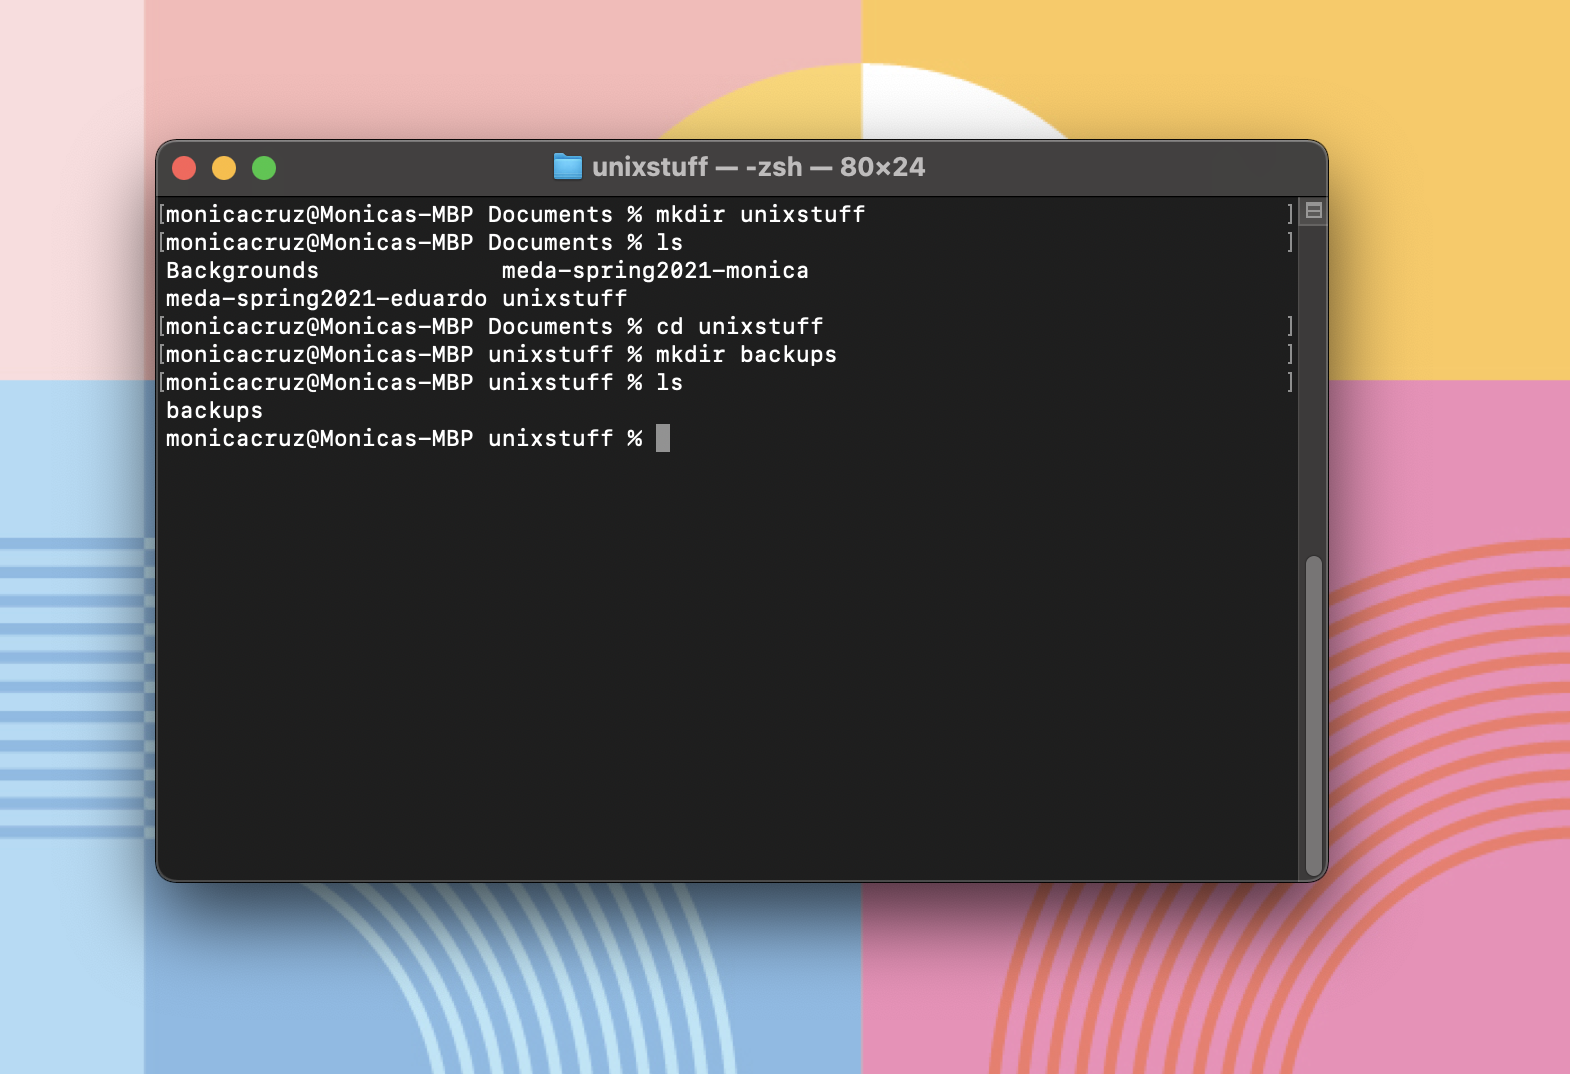 unixstuff — -zsh — 80×24
[monicacruz@Monicas-MBP Documents % mkdir unixstuff ]
[monicacruz@Monicas-MBP Documents % ls ]
Backgrounds meda-spring2021-monica
meda-spring2021-eduardo unixstuff
[monicacruz@Monicas-MBP Documents % cd unixstuff ]
[monicacruz@Monicas-MBP unixstuff % mkdir backups ]
[monicacruz@Monicas-MBP unixstuff % ls ]
backups
monicacruz@Monicas-MBP unixstuff %